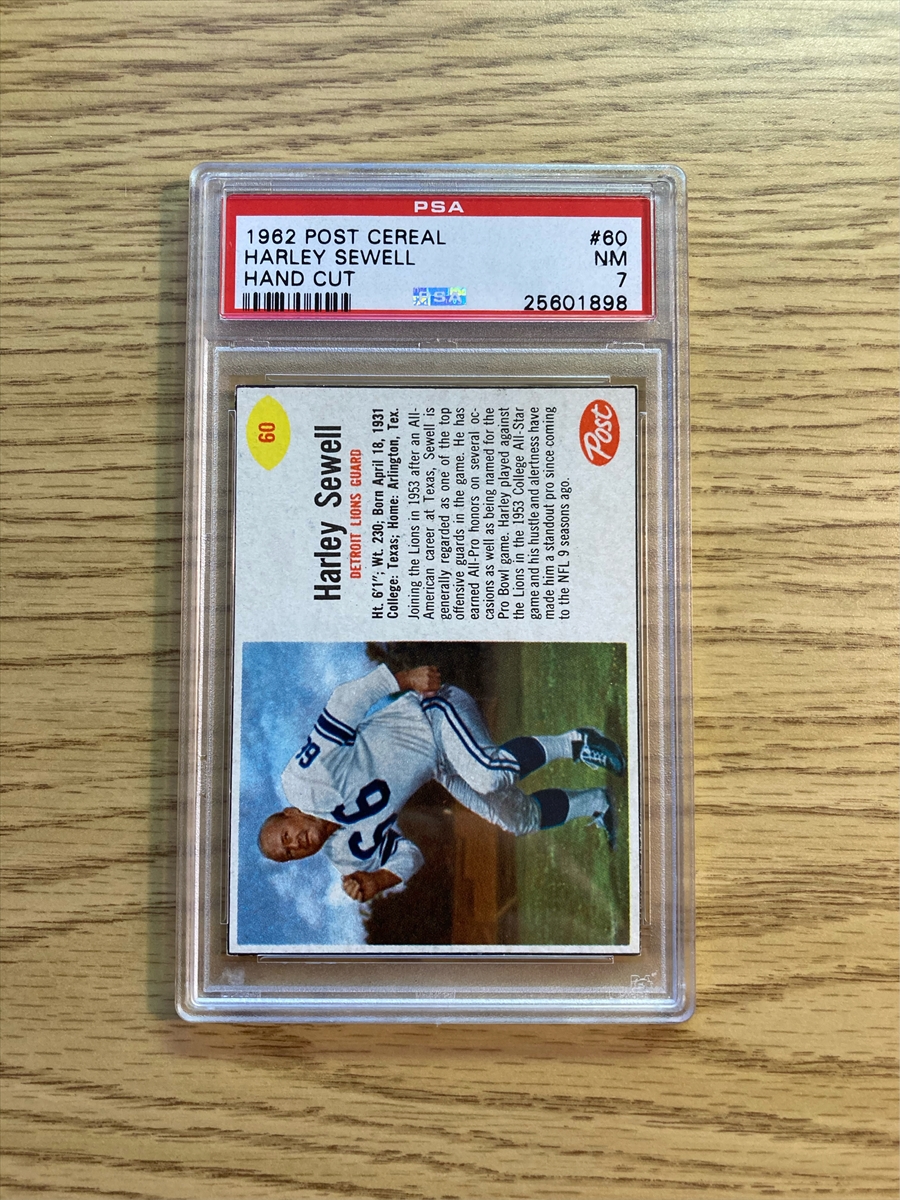 PSA
1962 POST CEREAL #60
HARLEY SEWELL NM
HAND CUT 7
PSA
25601898
60
Harley Sewell
DETROIT LIONS GUARD
Ht. 6'1"; Wt. 230; Born April 18, 1931
College: Texas; Home: Arlington, Tex.
Joining the Lions in 1953 after an All-
American career at Texas, Sewell is
generally regarded as one of the top
offensive guards in the game. He has
earned All-Pro honors on several oc-
casions as well as being named for the
Pro Bowl game. Harley played against
the Lions in the 1953 College All-Star
game and his hustle and alertness have
made him a standout pro since coming
to the NFL 9 seasons ago.
Post